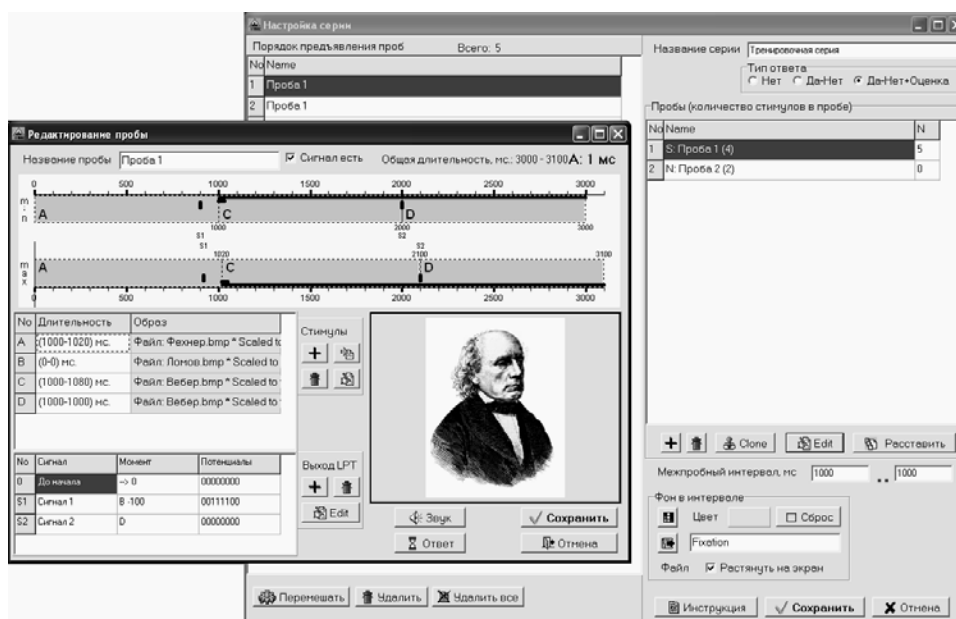 Настройка серии
Порядок предъявления проб Всего: 5
No Name
1 Проба 1
2 Проба 1
Название серии Тренировочная серия
Тип ответа
Нет Да-Нет Да-Нет+Оценка
Пробы (количество стимулов в пробе)
No Name N
1 S: Проба 1 (4) 5
2 N: Проба 2 (2) 0
Редактирование пробы
Название пробы Проба 1 Сигнал есть Общая длительность, мс.: 3000 - 3100 A: 1 мс
0 500 1000 1500 2000 2500 3000
min A C D
1000 2000 3000
S1 S2
S1 S2
1020 2100 3100
max A C D
0 500 1000 1500 2000 2500 3000
No Длительность Образ
A (1000-1020) мс. Файл: Фехнер.bmp * Scaled to
B (0-0) мс. Файл: Ломов.bmp * Scaled to
C (1000-1080) мс. Файл: Вебер.bmp * Scaled to
D (1000-1000) мс. Файл: Вебер.bmp * Scaled to
Стимулы
No Сигнал Момент Потенциалы
0 До начала --> 0 00000000
S1 Сигнал 1 B -100 00111100
S2 Сигнал 2 D 00000000
Выход LPT
Edit
Звук Сохранить
Ответ Отмена
Clone Edit Расставить
Межпробный интервал, мс 1000 .. 1000
Фон в интервале
Цвет Сброс
Fixation
Файл Растянуть на экран
Перемешать Удалить Удалить все
Инструкция Сохранить Отмена